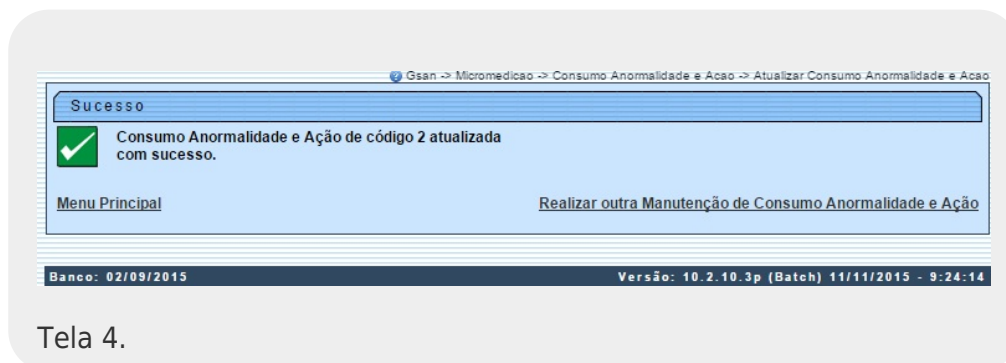 Gsan -> Micromedicao -> Consumo Anormalidade e Acao -> Atualizar Consumo Anormalidade e Acao
Sucesso
Consumo Anormalidade e Ação de código 2 atualizada
com sucesso.
Menu Principal Realizar outra Manutenção de Consumo Anormalidade e Ação
Banco: 02/09/2015 Versão: 10.2.10.3p (Batch) 11/11/2015 - 9:24:14
Tela 4.